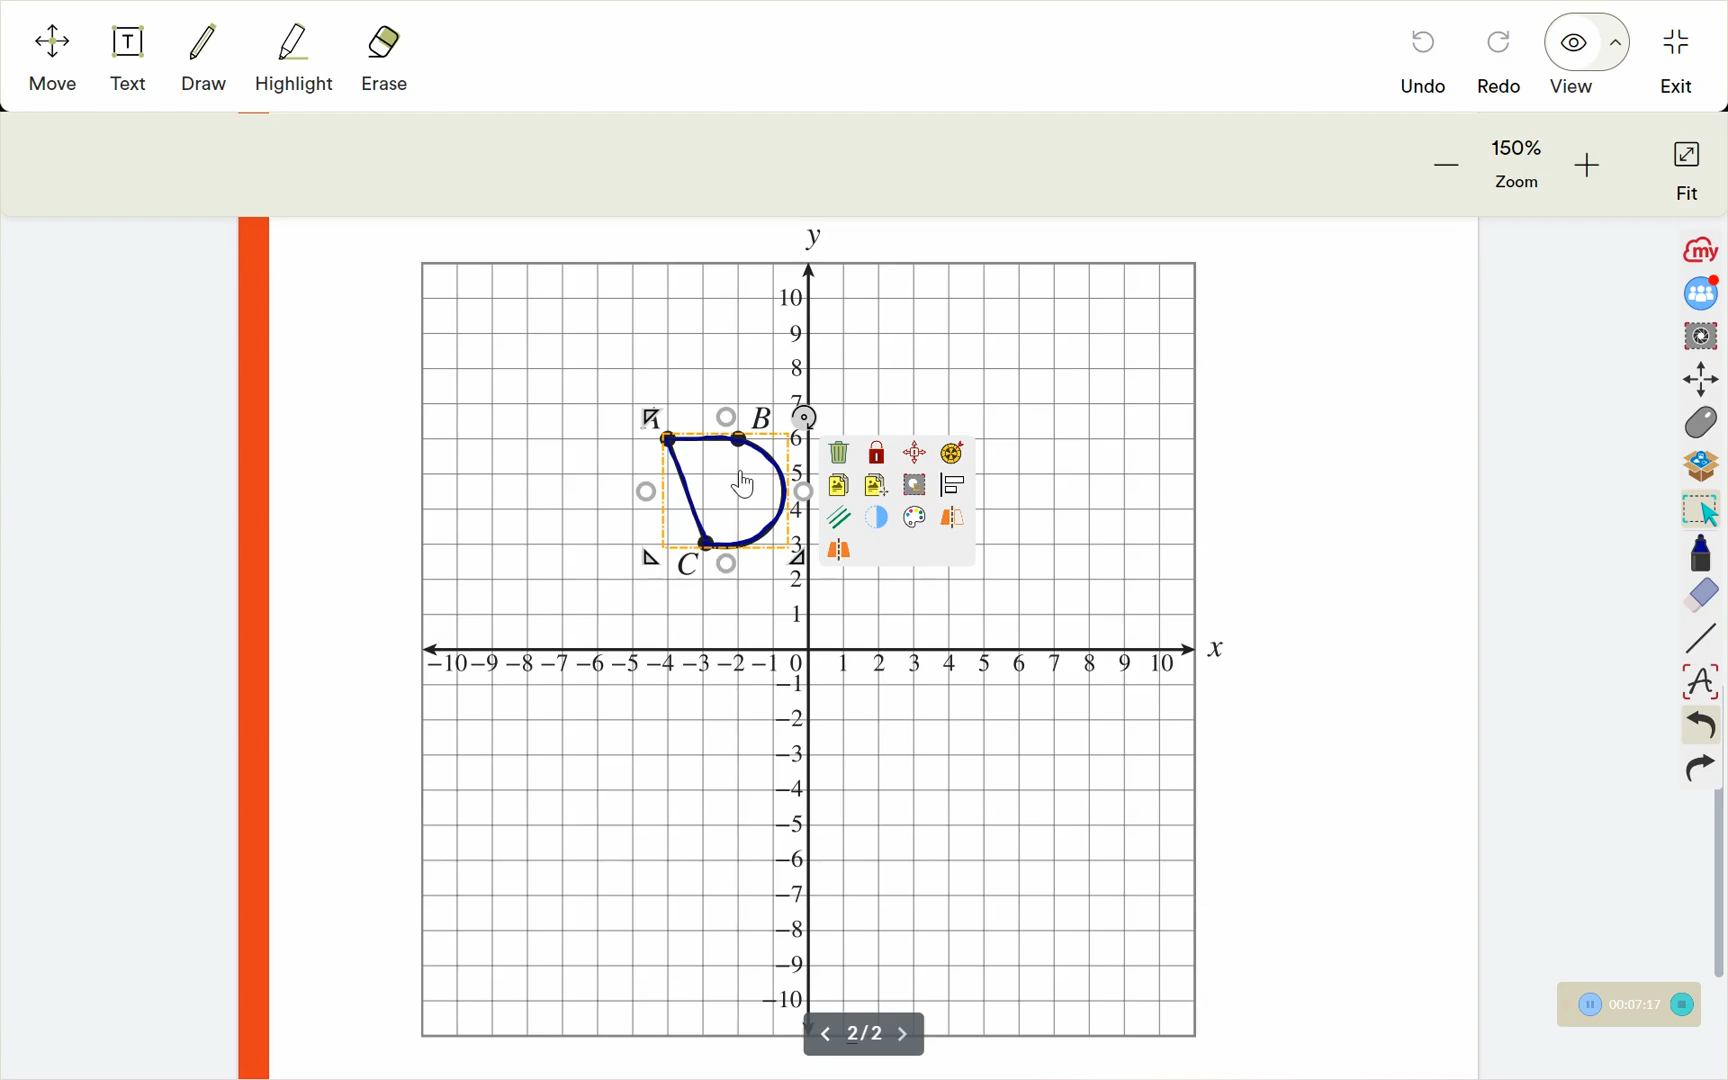 Move Text Draw Highlight Erase Undo Redo View Exit
150%
Zoom
Fit
my
y
10
9
8
7
A B
6
5
4
3
C
2
1
x
−10 −9 −8 −7 −6 −5 −4 −3 −2 −1 0 1 2 3 4 5 6 7 8 9 10
−1
−2
−3
−4
−5
−6
−7
−8
−9
−10
00:07:17
2/2